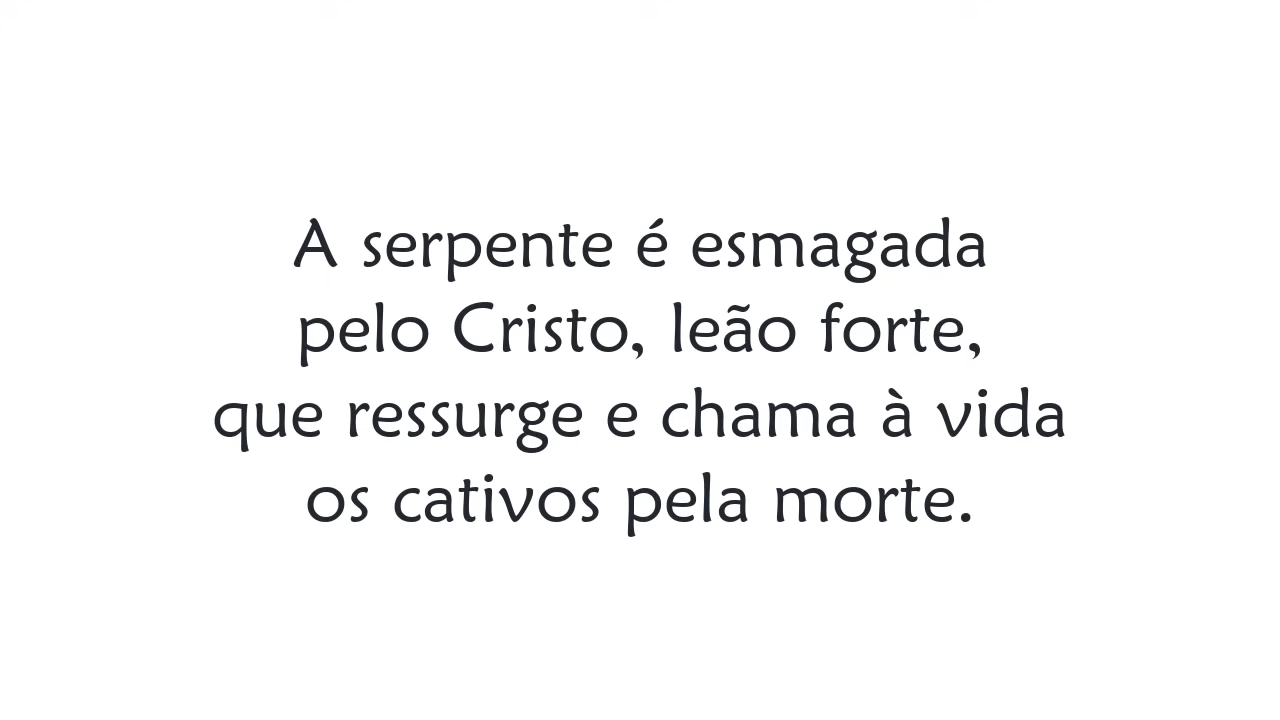 A serpente é esmagada
pelo Cristo, leão forte,
que ressurge e chama à vida
os cativos pela morte.